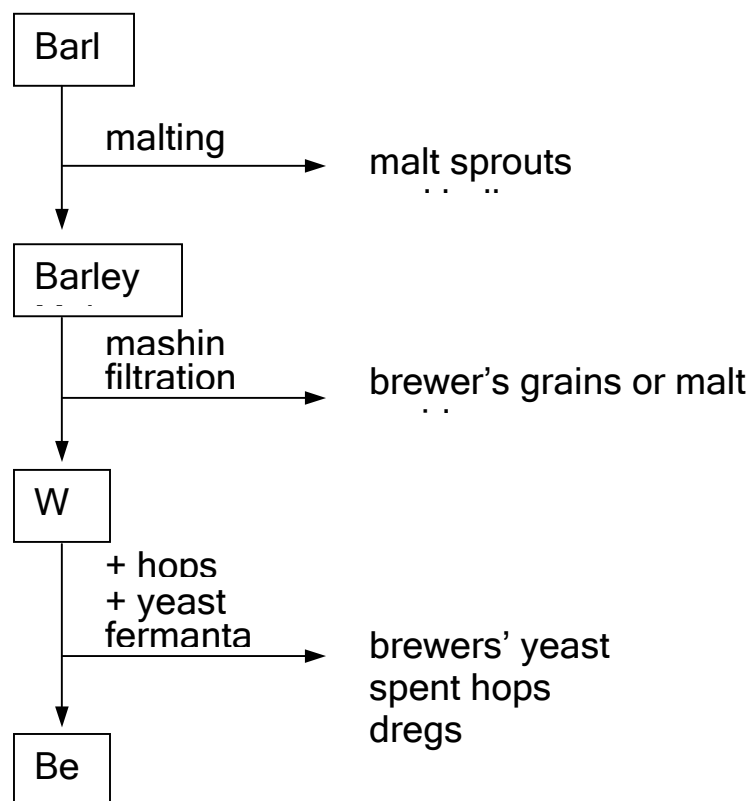 Barl
malting
malt sprouts
Barley
mashin
filtration
brewer’s grains or malt
W
+ hops
+ yeast
fermanta
brewers’ yeast
spent hops
dregs
Be